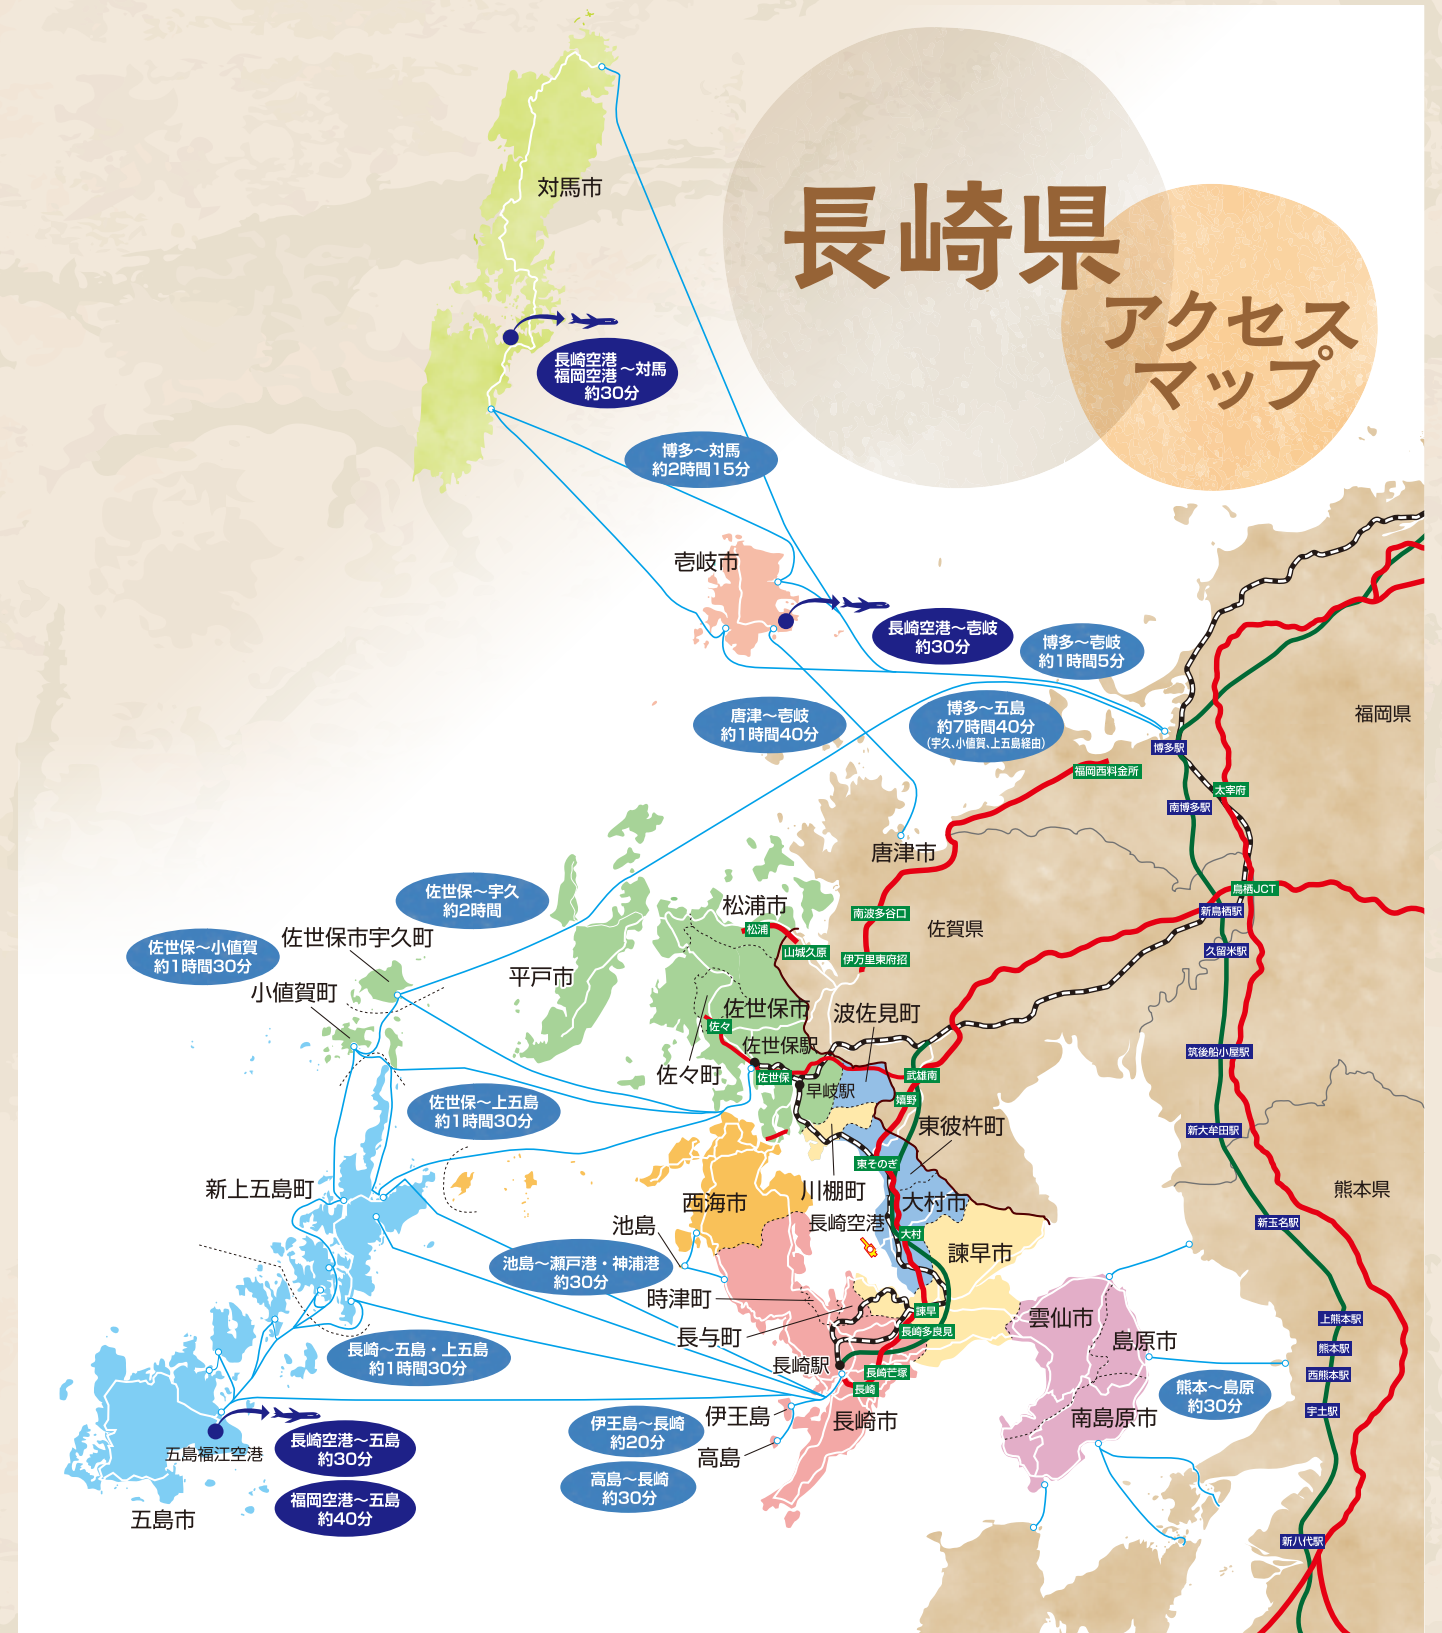 長崎県
アクセス
マップ
対馬市
長崎空港
福岡空港
～対馬
約30分
博多～対馬
約2時間15分
壱岐市
長崎空港～壱岐
約30分
博多～壱岐
約1時間5分
唐津～壱岐
約1時間40分
博多～五島
約7時間40分
(宇久､小値賀､上五島経由)
福岡県
博多駅
福岡西料金所
太宰府
南博多駅
唐津市
佐世保～宇久
約2時間
松浦市
松浦
南波多谷口
鳥栖JCT
新鳥栖駅
佐賀県
佐世保市宇久町
佐世保～小値賀
約1時間30分
山城久原
伊万里東府招
久留米駅
平戸市
小値賀町
佐世保市
波佐見町
佐々
佐世保駅
筑後船小屋駅
佐々町
佐世保
早岐駅
武雄南
嬉野
佐世保～上五島
約1時間30分
東彼杵町
新大牟田駅
東そのぎ
新上五島町
西海市
川棚町
大村市
熊本県
池島
長崎空港
大村
新玉名駅
諫早市
池島～瀬戸港・神浦港
約30分
時津町
諫早
雲仙市
上熊本駅
長与町
長崎多良見
島原市
熊本駅
長崎～五島・上五島
約1時間30分
長崎駅
長崎芒塚
西熊本駅
長崎
熊本～島原
約30分
伊王島
長崎市
南島原市
宇土駅
伊王島～長崎
約20分
高島
五島福江空港
長崎空港～五島
約30分
高島～長崎
約30分
福岡空港～五島
約40分
五島市
新八代駅